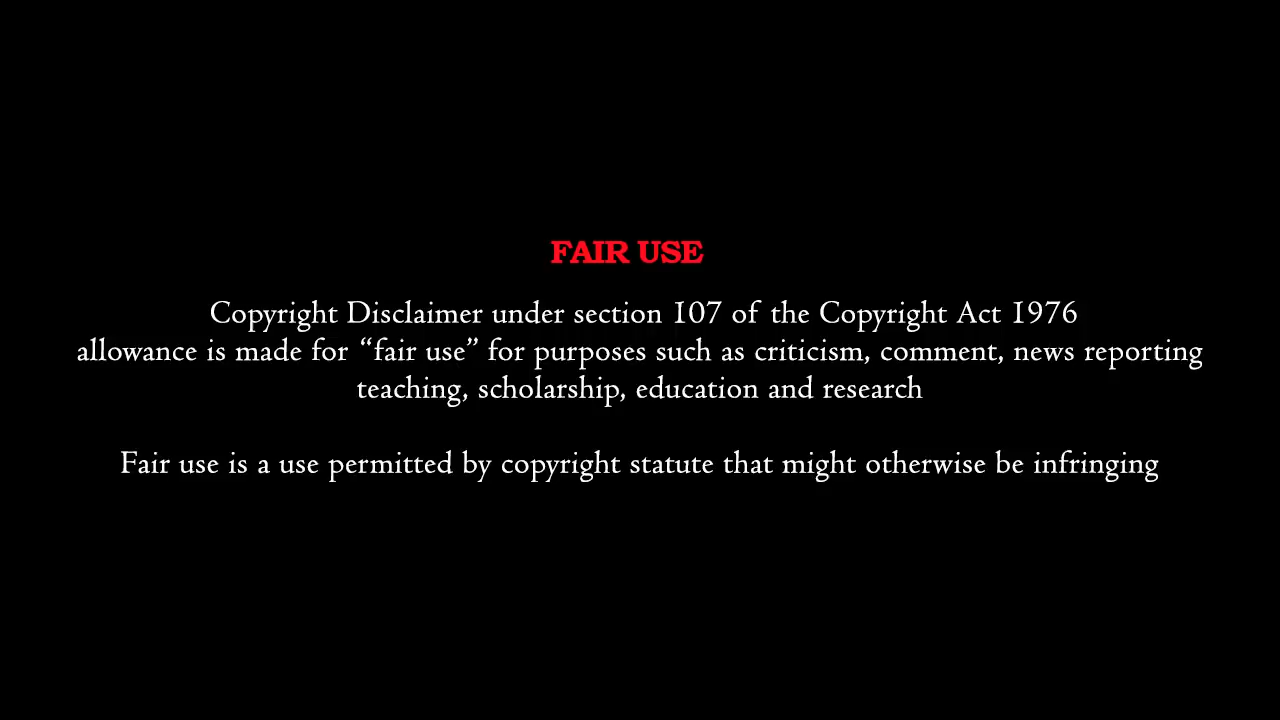 FAIR USE
Copyright Disclaimer under section 107 of the Copyright Act 1976
allowance is made for “fair use” for purposes such as criticism, comment, news reporting
teaching, scholarship, education and research
Fair use is a use permitted by copyright statute that might otherwise be infringing